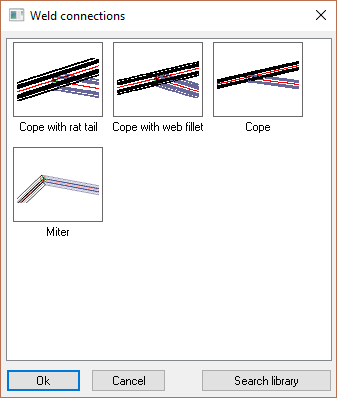 Weld connections
Cope with rat tail
Cope with web fillet
Cope
Miter
Ok
Cancel
Search library